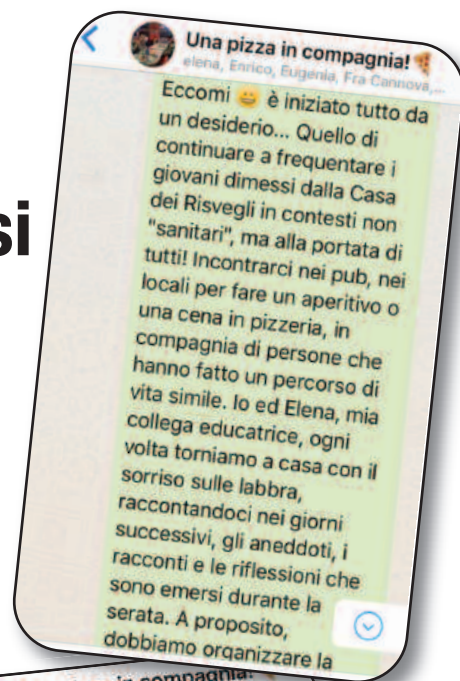 si
Una pizza in compagnia!🍕
elena, Enrico, Eugenia, Fra Cannova,...
Eccomi 😄 è iniziato tutto da
un desiderio... Quello di
continuare a frequentare i
giovani dimessi dalla Casa
dei Risvegli in contesti non
"sanitari", ma alla portata di
tutti! Incontrarci nei pub, nei
locali per fare un aperitivo o
una cena in pizzeria, in
compagnia di persone che
hanno fatto un percorso di
vita simile. Io ed Elena, mia
collega educatrice, ogni
volta torniamo a casa con il
sorriso sulle labbra,
raccontandoci nei giorni
successivi, gli aneddoti, i
racconti e le riflessioni che
sono emersi durante la
serata. A proposito,
dobbiamo organizzare la
in compagnia!